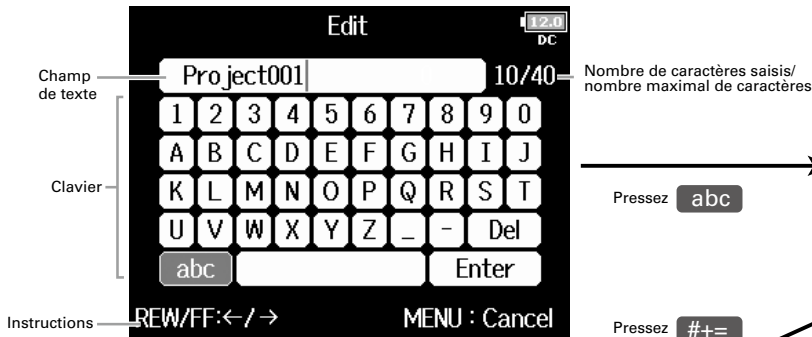 Edit
12.0
DC
Champ
de texte
Project001
10/40
Nombre de caractères saisis/
nombre maximal de caractères
Clavier
1 2 3 4 5 6 7 8 9 0
A B C D E F G H I J
K L M N O P Q R S T
U V W X Y Z _ - Del
abc Enter
Pressez abc
Instructions
REW/FF:←/→ MENU : Cancel
Pressez #+=